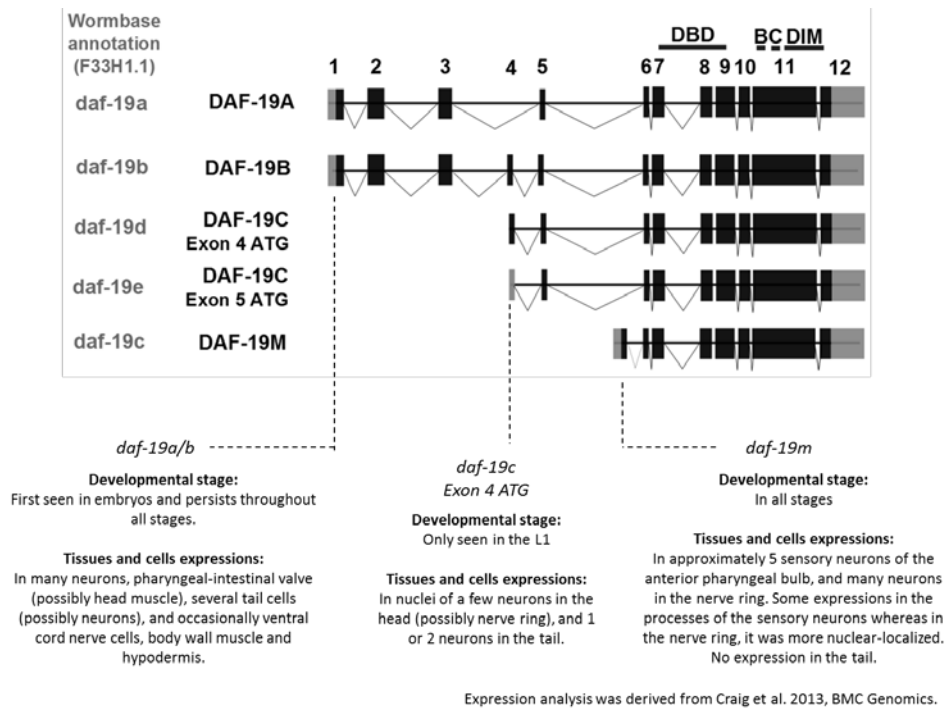 Wormbase
annotation
(F33H1.1)
DBD
BC DIM
1 2 3 4 5 6 7 8 9 10 11 12
daf-19a DAF-19A
daf-19b DAF-19B
daf-19d DAF-19C
Exon 4 ATG
daf-19e DAF-19C
Exon 5 ATG
daf-19c DAF-19M
daf-19a/b
Developmental stage:
First seen in embryos and persists throughout
all stages.
Tissues and cells expressions:
In many neurons, pharyngeal-intestinal valve
(possibly head muscle), several tail cells
(possibly neurons), and occasionally ventral
cord nerve cells, body wall muscle and
hypodermis.
daf-19c
Exon 4 ATG
Developmental stage:
Only seen in the L1
Tissues and cells expressions:
In nuclei of a few neurons in the
head (possibly nerve ring), and 1
or 2 neurons in the tail.
daf-19m
Developmental stage:
In all stages
Tissues and cells expressions:
In approximately 5 sensory neurons of the
anterior pharyngeal bulb, and many neurons
in the nerve ring. Some expressions in the
processes of the sensory neurons whereas in
the nerve ring, it was more nuclear-localized.
No expression in the tail.
Expression analysis was derived from Craig et al. 2013, BMC Genomics.